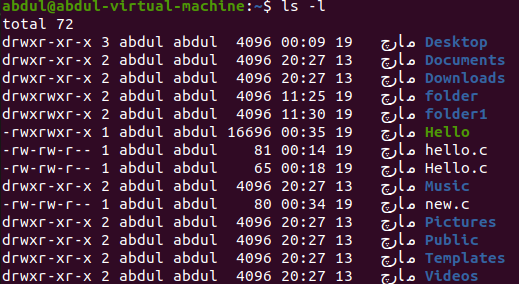 abdul@abdul-virtual-machine:~$ ls -l
total 72
drwxr-xr-x 3 abdul abdul  4096 00:09 19    مارچ Desktop
drwxr-xr-x 2 abdul abdul  4096 20:27 13    مارچ Documents
drwxr-xr-x 2 abdul abdul  4096 20:27 13    مارچ Downloads
drwxrwxr-x 2 abdul abdul  4096 11:25 19    مارچ folder
drwxrwxr-x 2 abdul abdul  4096 11:30 19    مارچ folder1
-rwxrwxr-x 1 abdul abdul 16696 00:35 19    مارچ Hello
-rw-rw-r-- 1 abdul abdul    81 00:14 19    مارچ hello.c
-rw-rw-r-- 1 abdul abdul    65 00:18 19    مارچ Hello.c
drwxr-xr-x 2 abdul abdul  4096 20:27 13    مارچ Music
-rw-rw-r-- 1 abdul abdul    80 00:34 19    مارچ new.c
drwxr-xr-x 2 abdul abdul  4096 20:27 13    مارچ Pictures
drwxr-xr-x 2 abdul abdul  4096 20:27 13    مارچ Public
drwxr-xr-x 2 abdul abdul  4096 20:27 13    مارچ Templates
drwxr-xr-x 2 abdul abdul  4096 20:27 13    مارچ Videos